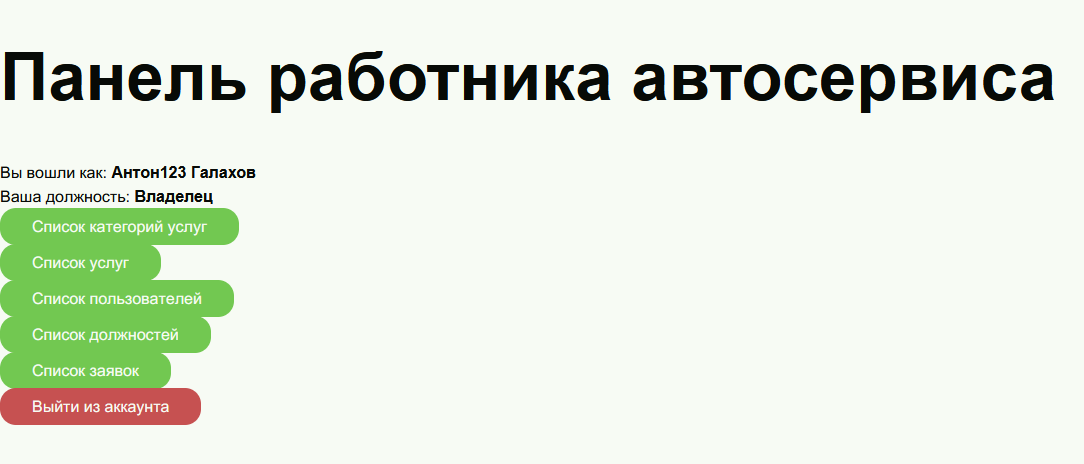 Панель работника автосервиса
Вы вошли как: Антон123 Галахов
Ваша должность: Владелец
Список категорий услуг
Список услуг
Список пользователей
Список должностей
Список заявок
Выйти из аккаунта